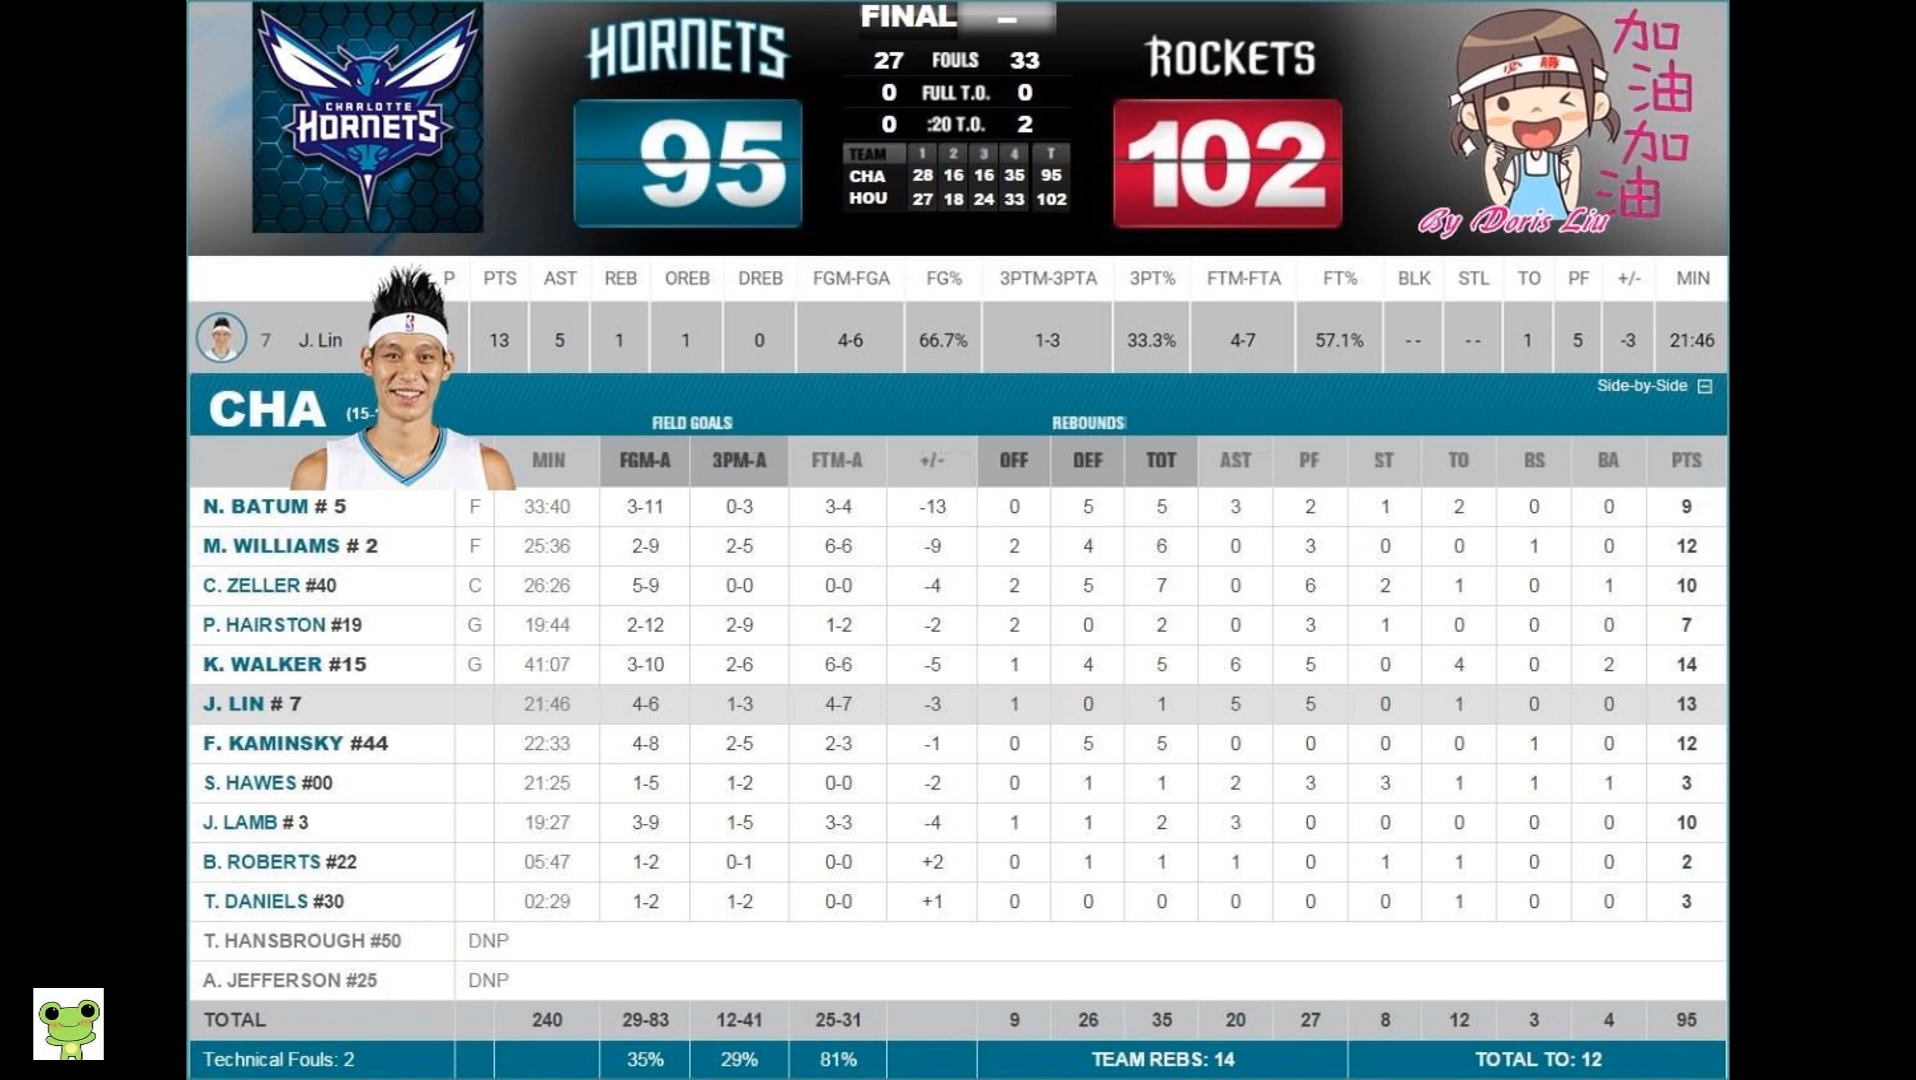 FINAL –
HORNETS
ROCKETS
27 FOULS 33
0 FULL T.O. 0
0 :20 T.O. 2
95
102
TEAM 1 2 3 4 T
CHA 28 16 16 35 95
HOU 27 18 24 33 102
CHARLOTTE
HORNETS
必勝
加油
加油
By Doris Liu
P PTS AST REB OREB DREB FGM-FGA FG% 3PTM-3PTA 3PT% FTM-FTA FT% BLK STL TO PF +/- MIN
7 J. Lin 13 5 1 1 0 4-6 66.7% 1-3 33.3% 4-7 57.1% -- -- 1 5 -3 21:46
Side-by-Side
CHA (15-
FIELD GOALS REBOUNDS
MIN FGM-A 3PM-A FTM-A +/- OFF DEF TOT AST PF ST TO BS BA PTS
N. BATUM # 5 F 33:40 3-11 0-3 3-4 -13 0 5 5 3 2 1 2 0 0 9
M. WILLIAMS # 2 F 25:36 2-9 2-5 6-6 -9 2 4 6 0 3 0 0 1 0 12
C. ZELLER #40 C 26:26 5-9 0-0 0-0 -4 2 5 7 0 6 2 1 0 1 10
P. HAIRSTON #19 G 19:44 2-12 2-9 1-2 -2 2 0 2 0 3 1 0 0 0 7
K. WALKER #15 G 41:07 3-10 2-6 6-6 -5 1 4 5 6 5 0 4 0 2 14
J. LIN # 7 21:46 4-6 1-3 4-7 -3 1 0 1 5 5 0 1 0 0 13
F. KAMINSKY #44 22:33 4-8 2-5 2-3 -1 0 5 5 0 0 0 0 1 0 12
S. HAWES #00 21:25 1-5 1-2 0-0 -2 0 1 1 2 3 3 1 1 1 3
J. LAMB # 3 19:27 3-9 1-5 3-3 -4 1 1 2 3 0 0 0 0 0 10
B. ROBERTS #22 05:47 1-2 0-1 0-0 +2 0 1 1 1 0 1 1 0 0 2
T. DANIELS #30 02:29 1-2 1-2 0-0 +1 0 0 0 0 0 0 1 0 0 3
T. HANSBROUGH #50 DNP
A. JEFFERSON #25 DNP
TOTAL 240 29-83 12-41 25-31 9 26 35 20 27 8 12 3 4 95
Technical Fouls: 2 35% 29% 81% TEAM REBS: 14 TOTAL TO: 12